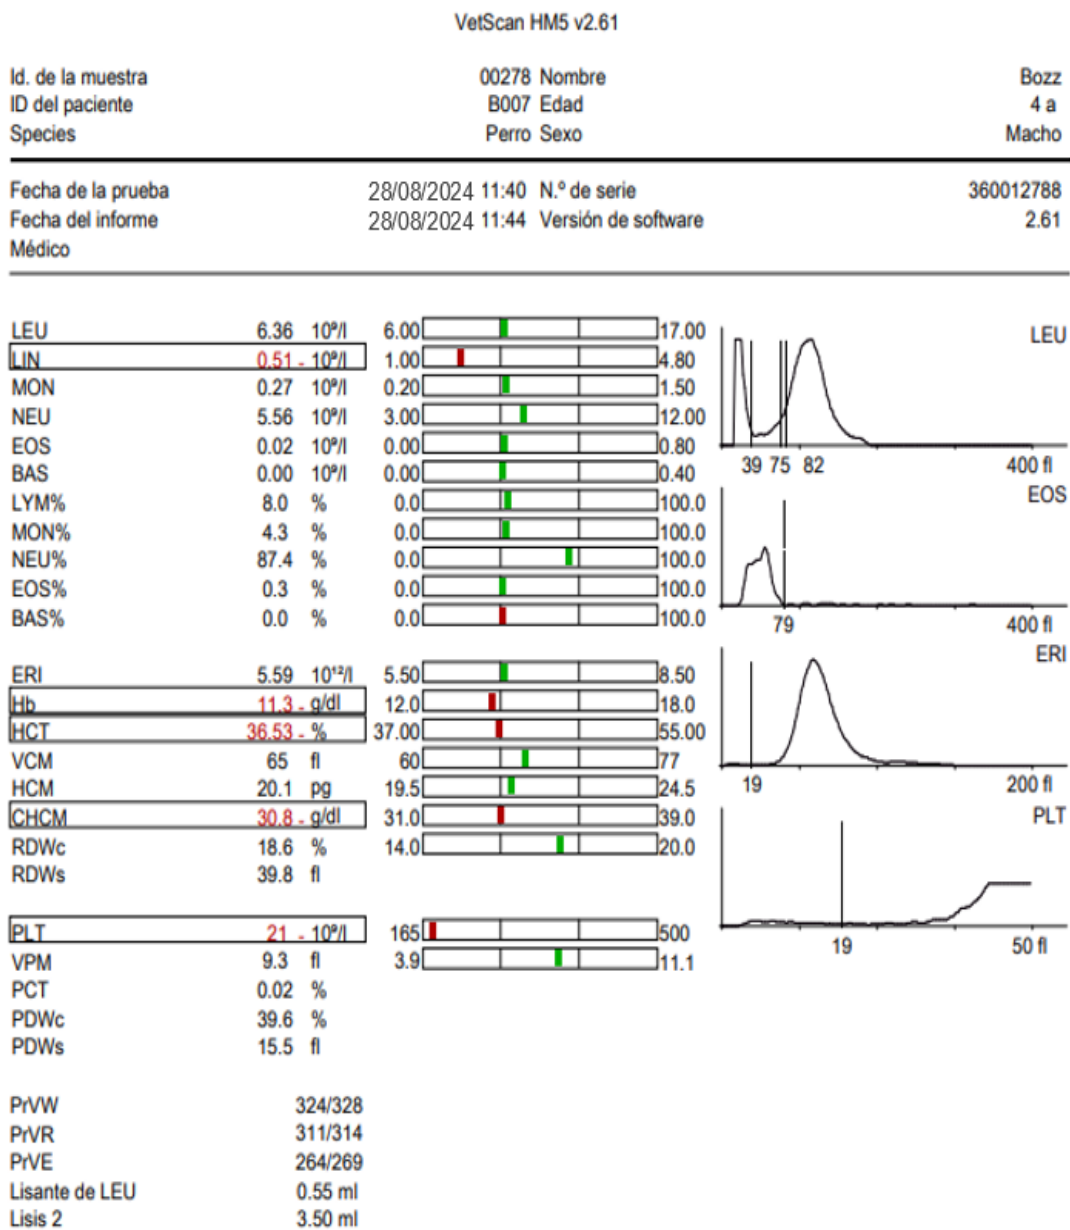 VetScan HM5 v2.61
Id. de la muestra 00278 Nombre Bozz
ID del paciente B007 Edad 4 a
Species Perro Sexo Macho
Fecha de la prueba 28/08/2024 11:40 N.º de serie 360012788
Fecha del informe 28/08/2024 11:44 Versión de software 2.61
Médico
LEU 6.36 10⁹/l 6.00 17.00 LEU
LIN 0.51 - 10⁹/l 1.00 4.80
MON 0.27 10⁹/l 0.20 1.50
NEU 5.56 10⁹/l 3.00 12.00
EOS 0.02 10⁹/l 0.00 0.80
BAS 0.00 10⁹/l 0.00 0.40 39 75 82 400 fl
LYM% 8.0 % 0.0 100.0 EOS
MON% 4.3 % 0.0 100.0
NEU% 87.4 % 0.0 100.0
EOS% 0.3 % 0.0 100.0
BAS% 0.0 % 0.0 100.0 79 400 fl
ERI 5.59 10¹²/l 5.50 8.50 ERI
Hb 11.3 - g/dl 12.0 18.0
HCT 36.53 - % 37.00 55.00
VCM 65 fl 60 77
HCM 20.1 pg 19.5 24.5 19 200 fl
CHCM 30.8 - g/dl 31.0 39.0 PLT
RDWc 18.6 % 14.0 20.0
RDWs 39.8 fl
PLT 21 - 10⁹/l 165 500 19 50 fl
VPM 9.3 fl 3.9 11.1
PCT 0.02 %
PDWc 39.6 %
PDWs 15.5 fl
PrVW 324/328
PrVR 311/314
PrVE 264/269
Lisante de LEU 0.55 ml
Lisis 2 3.50 ml